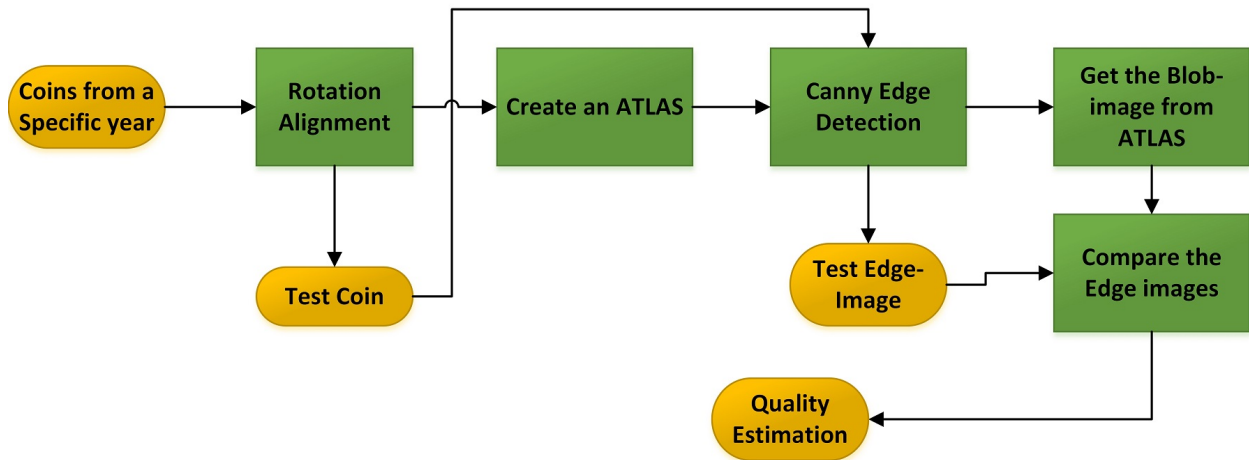 Coins from a
Specific year
Rotation
Alignment
Create an ATLAS
Canny Edge
Detection
Get the Blob-
image from
ATLAS
Test Coin
Test Edge-
Image
Compare the
Edge images
Quality
Estimation